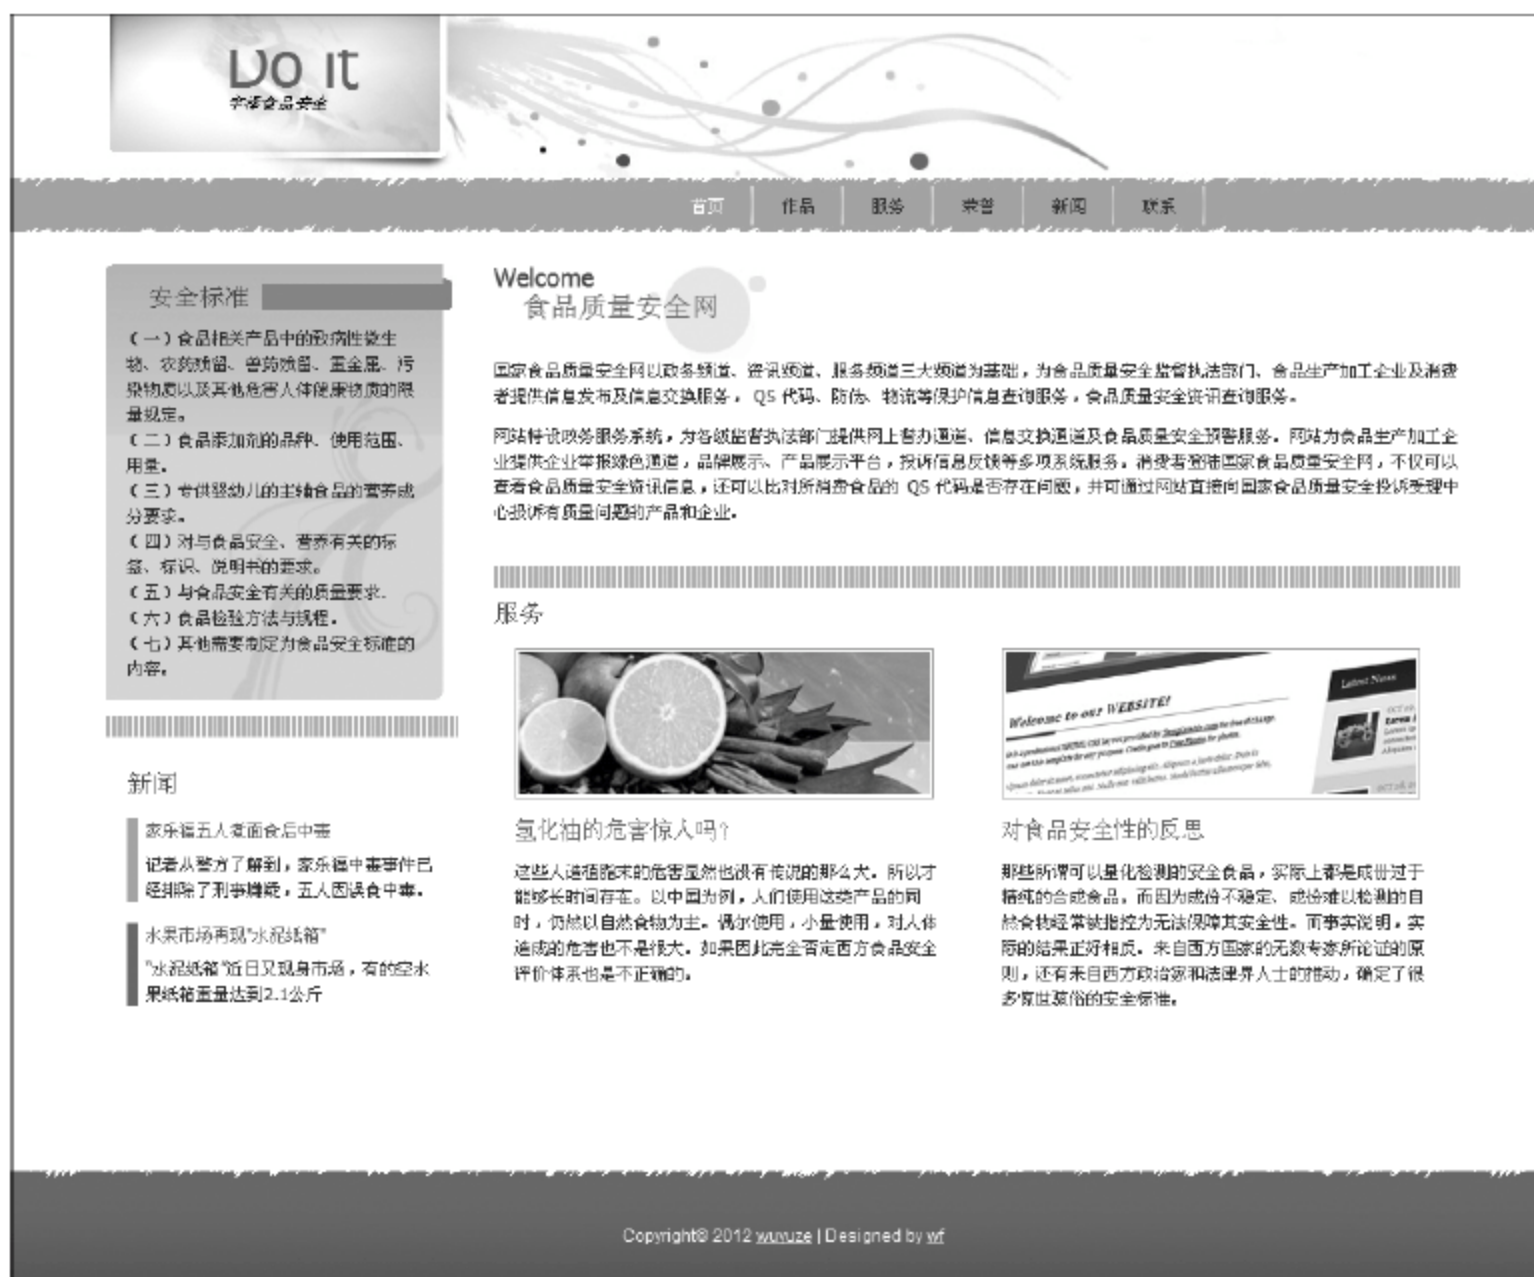 Do it
食品安全
首页
作品
服务
荣誉
新闻
联系
安全标准
（一）食品相关产品中的致病性微生
物、农药残留、兽药残留、重金属、污
染物质以及其他危害人体健康物质的限
量规定。
（二）食品添加剂的品种、使用范围、
用量。
（三）专供婴幼儿的主辅食品的营养成
分要求。
（四）对与食品安全、营养有关的标
签、标识、说明书的要求。
（五）与食品安全有关的质量要求。
（六）食品检验方法与规程。
（七）其他需要制定为食品安全标准的
内容。
新闻
家乐福五人煮面食后中毒
记者从警方了解到，家乐福中毒事件已
经排除了刑事嫌疑，五人因误食中毒。
水果市场再现"水泥纸箱"
"水泥纸箱"近日又现身市场，有的空水
果纸箱重量达到2.1公斤
Welcome
食品质量安全网
国家食品质量安全网以政务频道、资讯频道、服务频道三大频道为基础，为食品质量安全监督执法部门、食品生产加工企业及消费
者提供信息发布及信息交换服务，QS 代码、防伪、物流等保护信息查询服务，食品质量安全资讯查询服务。
网站特设政务服务系统，为各级监督执法部门提供网上督办通道、信息交换通道及食品质量安全预警服务。网站为食品生产加工企
业提供企业举报绿色通道，品牌展示、产品展示平台，投诉信息反馈等多项系统服务。消费者登陆国家食品质量安全网，不仅可以
查看食品质量安全资讯信息，还可以比对所消费食品的 QS 代码是否存在问题，并可通过网站直接向国家食品质量安全投诉受理中
心投诉有质量问题的产品和企业。
服务
氢化油的危害惊人吗？
这些人造植脂末的危害显然也没有传说的那么大。所以才
能够长时间存在。以中国为例，人们使用这类产品的同
时，仍然以自然食物为主。偶尔使用，小量使用，对人体
造成的危害也不是很大。如果因此完全否定西方食品安全
评价体系也是不正确的。
Welcome to our WEBSITE!
Latest News
对食品安全性的反思
那些所谓可以量化检测的安全食品，实际上都是成份过于
精纯的合成食品，而因为成份不稳定、成份难以检测的自
然食物经常被指控为无法保障其安全性。而事实说明，实
际的结果正好相反。来自西方国家的无数专家所论证的原
则，还有来自西方政治家和法律界人士的推动，确定了很
多惊世骇俗的安全标准。
Copyright© 2012 wuyuze | Designed by wf